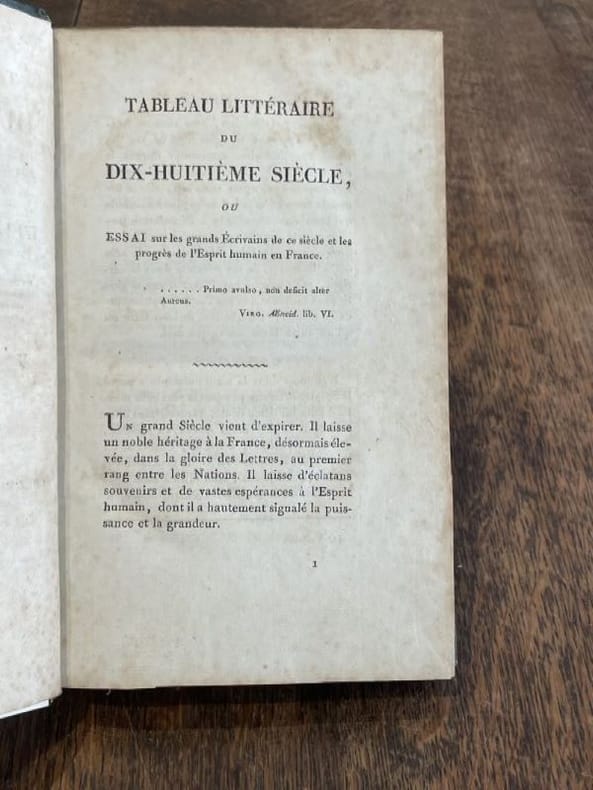 TABLEAU LITTÉRAIRE
DU
DIX-HUITIÈME SIÈCLE,
OU
ESSAI sur les grands Écrivains de ce siècle et les
progrès de l'Esprit humain en France.
. . . . . . Primo avulso, non deficit alter
Aureus.
VIRG. Æneid. lib. VI.
UN grand Siècle vient d'expirer. Il laisse
un noble héritage à la France, désormais éle-
vée, dans la gloire des Lettres, au premier
rang entre les Nations. Il laisse d'éclatans
souvenirs et de vastes espérances à l'Esprit
humain, dont il a hautement signalé la puis-
sance et la grandeur.
1